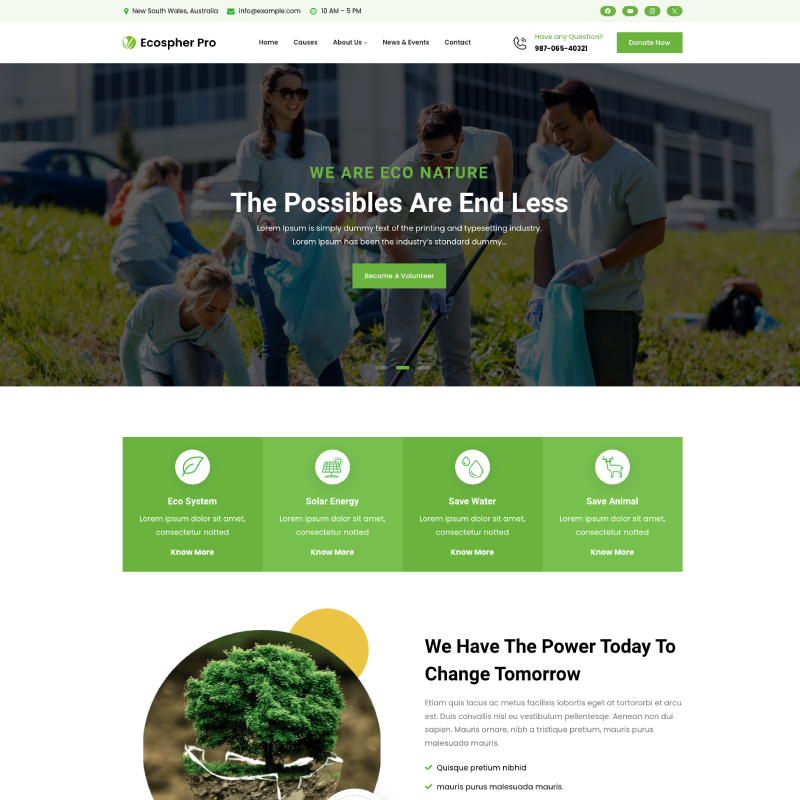 New South Wales, Australia info@example.com 10 AM – 5 PM
Ecospher Pro Home Causes About Us News & Events Contact Have any Question? 987-065-40321 Donate Now
WE ARE ECO NATURE
The Possibles Are End Less
Lorem Ipsum is simply dummy text of the printing and typesetting industry.
Lorem Ipsum has been the industry's standard dummy...
Become A Volunteer
Eco System
Lorem ipsum dolor sit amet,
consectetur notted
Know More
Solar Energy
Lorem ipsum dolor sit amet,
consectetur notted
Know More
Save Water
Lorem ipsum dolor sit amet,
consectetur notted
Know More
Save Animal
Lorem ipsum dolor sit amet,
consectetur notted
Know More
We Have The Power Today To
Change Tomorrow
Etiam quis lacus ac metus facilisis lobortis eget at tortororbi et arcu
est. Duis convallis nisl eu vestibulum pellentesqe. Aenean non dui
sapien. Mauris ornare, nibh a tristique pretium, mauris purus
malesuada mauris.
Quisque pretium nibhid
mauris purus malesuada mauris.